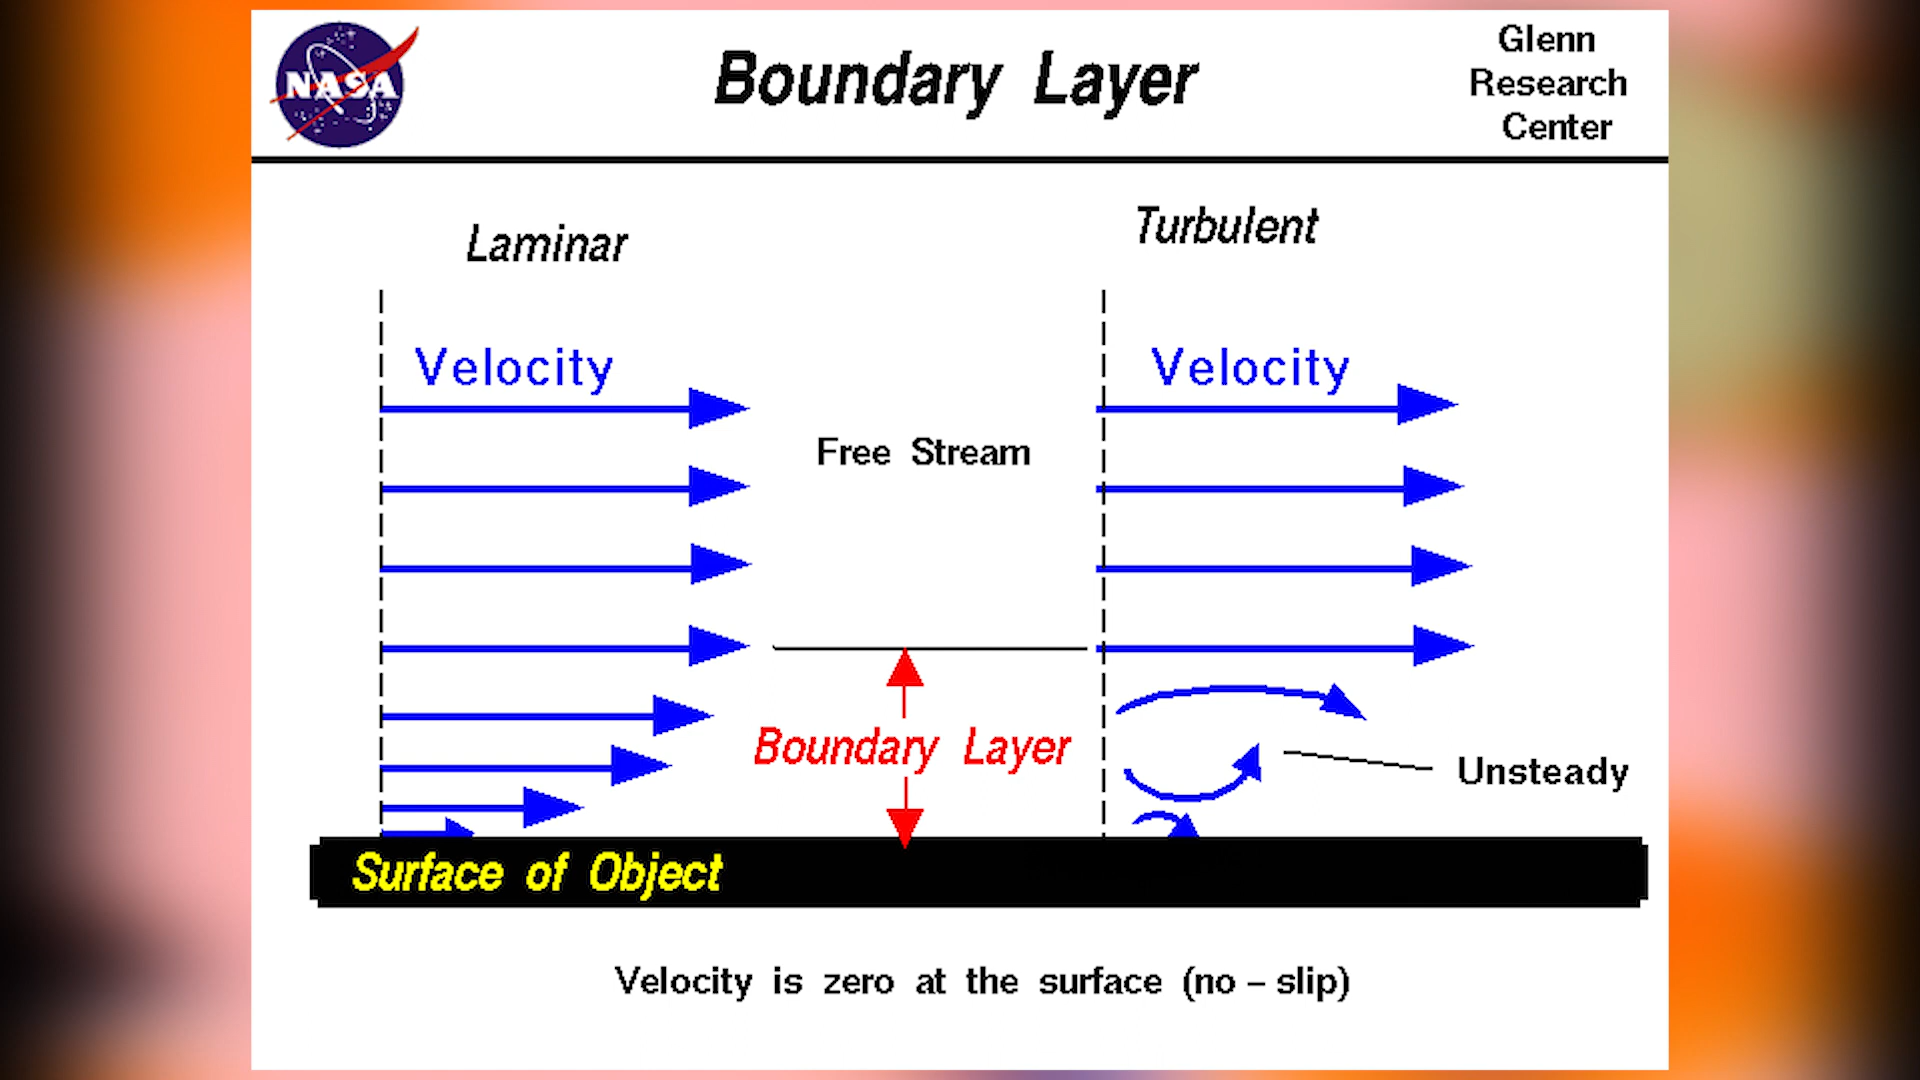 NASA
Boundary Layer
Glenn
Research
Center
Laminar
Turbulent
Velocity
Velocity
Free Stream
Boundary Layer
Unsteady
Surface of Object
Velocity is zero at the surface (no – slip)